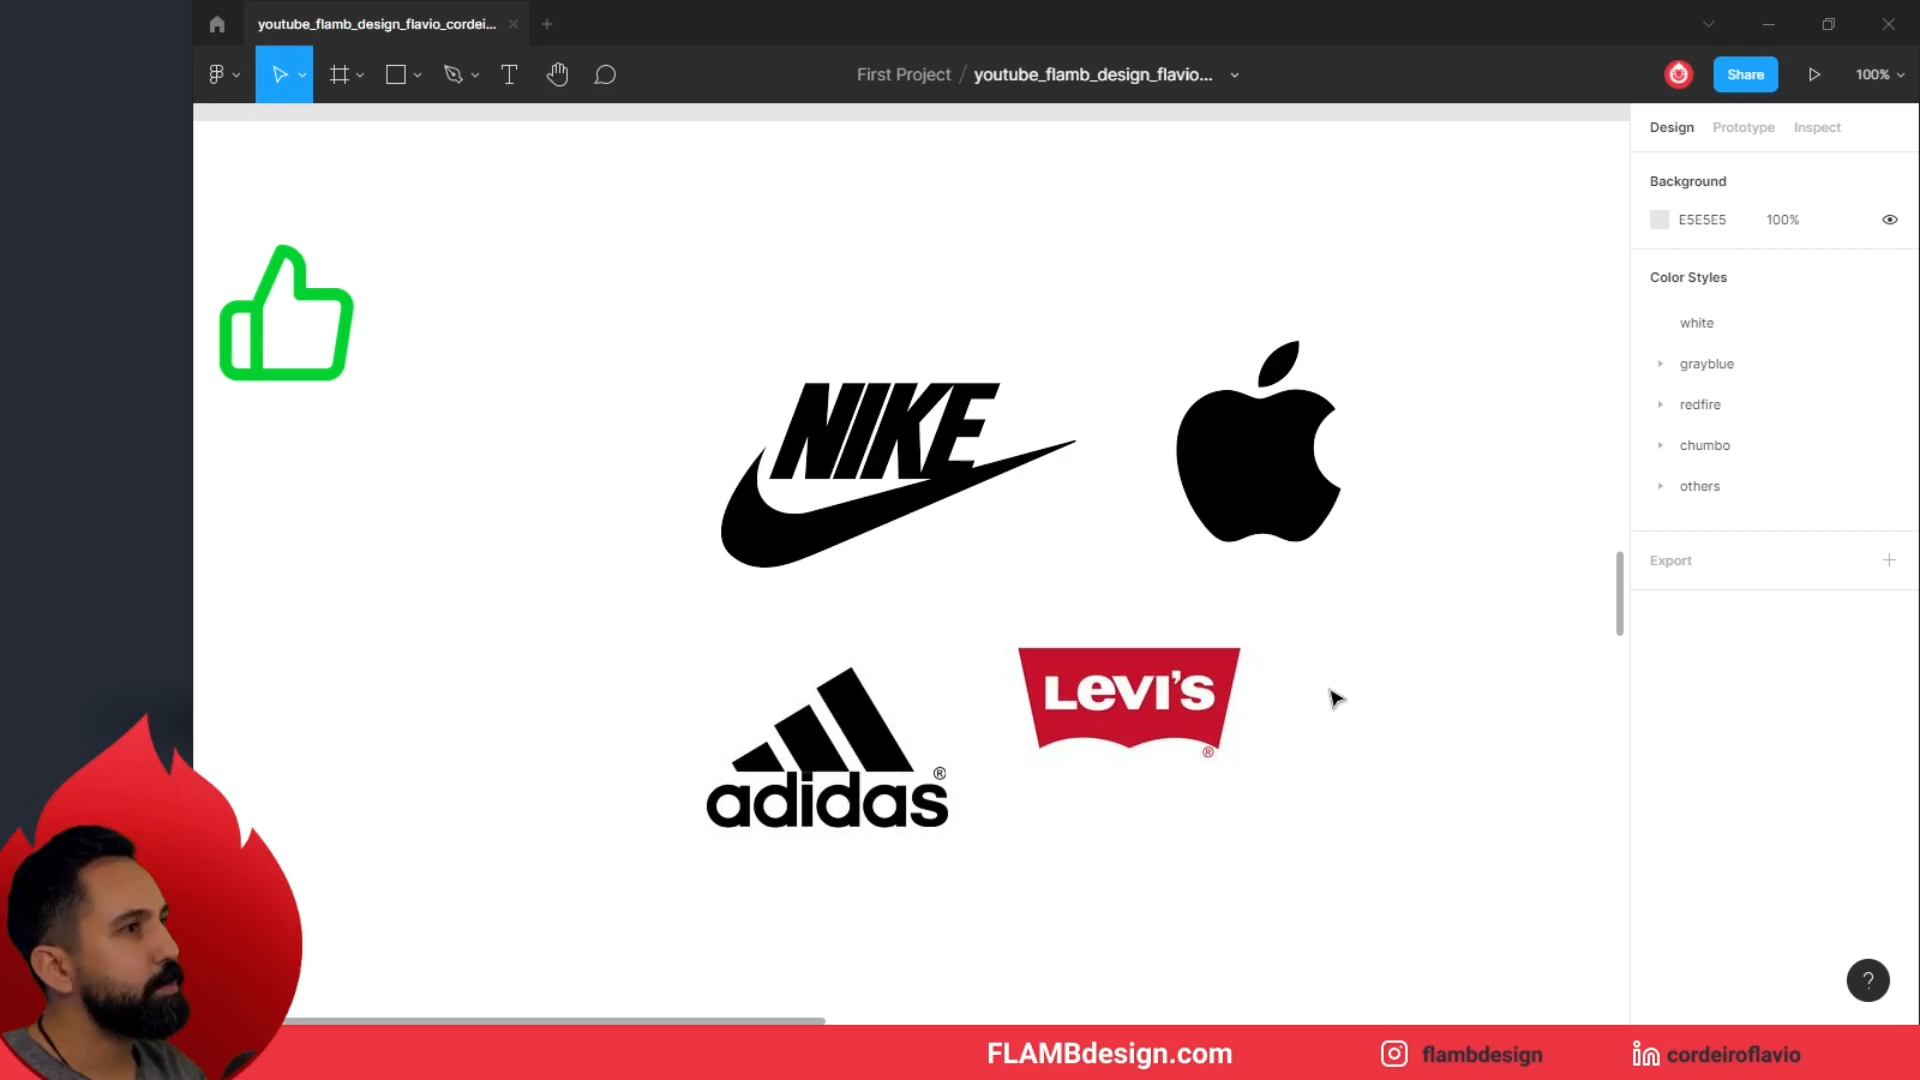 youtube_flamb_design_flavio_cordei...
First Project / youtube_flamb_design_flavio...
Share
100%
Design Prototype Inspect
Background
E5E5E5 100%
Color Styles
white
grayblue
redfire
chumbo
others
Export
NIKE
LEVI'S
®
adidas
®
?
FLAMBdesign.com
flambdesign
in cordeiroflavio